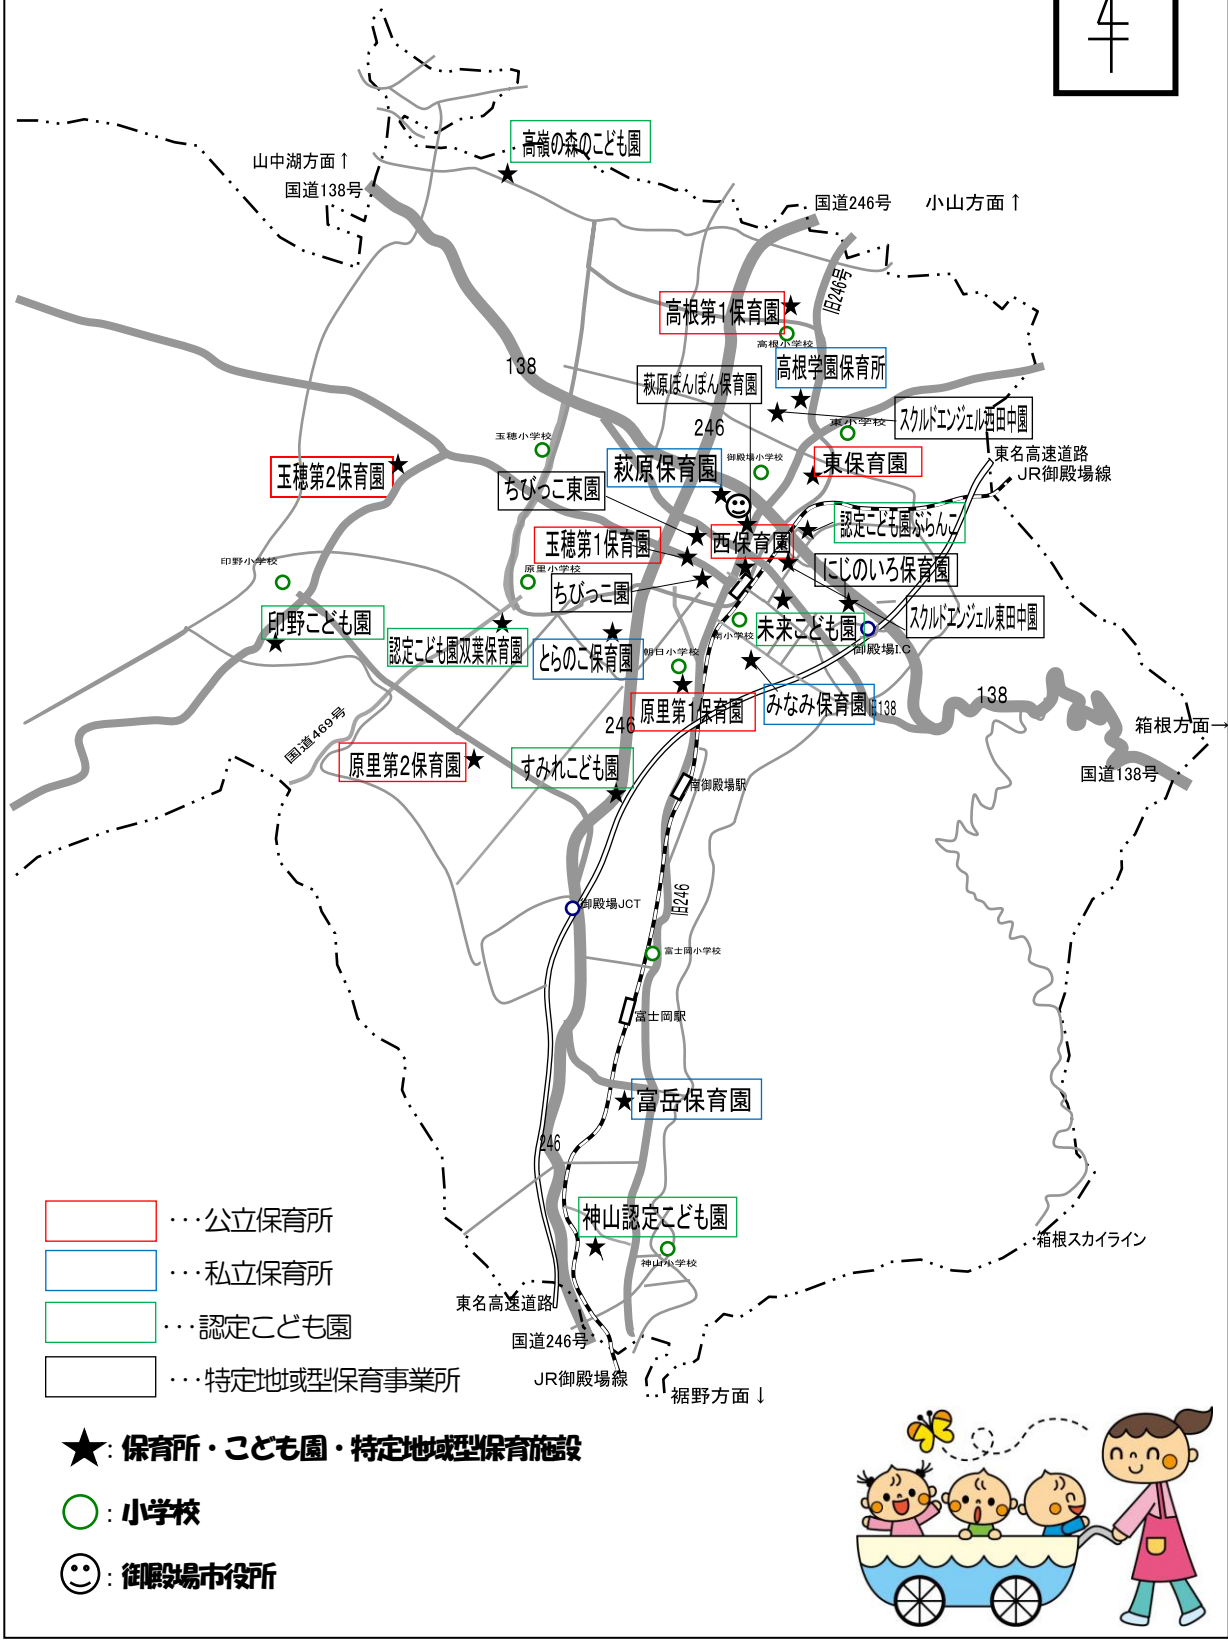 年
高嶺の森のこども園
山中湖方面↑
国道138号
国道246号
小山方面↑
旧246号
高根第1保育園
高根小学校
138
高根学園保育所
萩原ぽんぽん保育園
スクルドエンジェル西田中園
246
東小学校
玉穂小学校
御殿場小学校
東保育園
東名高速道路
JR御殿場線
玉穂第2保育園
萩原保育園
ちびっこ東園
認定こども園ぶらんこ
玉穂第1保育園
西保育園
印野小学校
原里小学校
にじのいろ保育園
ちびっこ園
スクルドエンジェル東田中園
印野こども園
南小学校
未来こども園
認定こども園双葉保育園
とらのこ保育園
朝日小学校
御殿場I.C
原里第1保育園
みなみ保育園
旧138
138
国道469号
246
箱根方面→
原里第2保育園
すみれこども園
国道138号
南御殿場駅
旧246
御殿場JCT
富士岡小学校
富士岡駅
富岳保育園
246
神山認定こども園
・・・公立保育所
箱根スカイライン
神山小学校
・・・私立保育所
東名高速道路
・・・認定こども園
国道246号
JR御殿場線
・・・特定地域型保育事業所
裾野方面↓
★：保育所・こども園・特定地域型保育施設
：小学校
：御殿場市役所